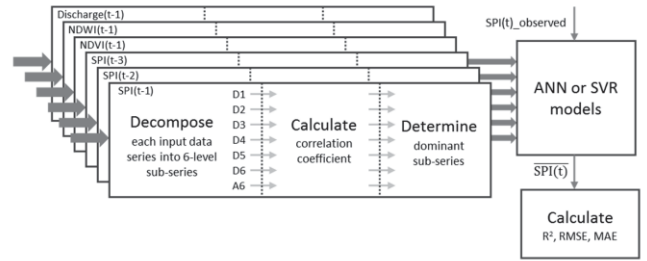 Discharge(t-1)
NDWI(t-1)
NDVI(t-1)
SPI(t-3)
SPI(t-2)
SPI(t-1)
Decompose
each input data
series into 6-level
sub-series
D1
D2
D3
D4
D5
D6
A6
Calculate
correlation
coefficient
Determine
dominant
sub-series
SPI(t)_observed
ANN or SVR
models
SPI(t)
Calculate
R², RMSE, MAE